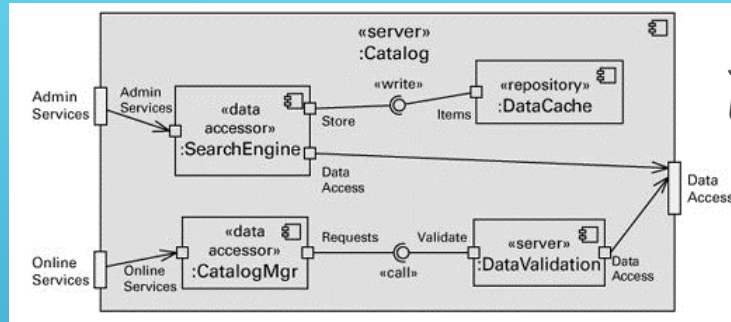 «server»
:Catalog
Admin
Services
Admin
Services
«data
accessor»
:SearchEngine
Store
«write»
Items
«repository»
:DataCache
Data
Access
Data
Access
Online
Services
Online
Services
«data
accessor»
:CatalogMgr
Requests
«call»
Validate
«server»
:DataValidation
Data
Access